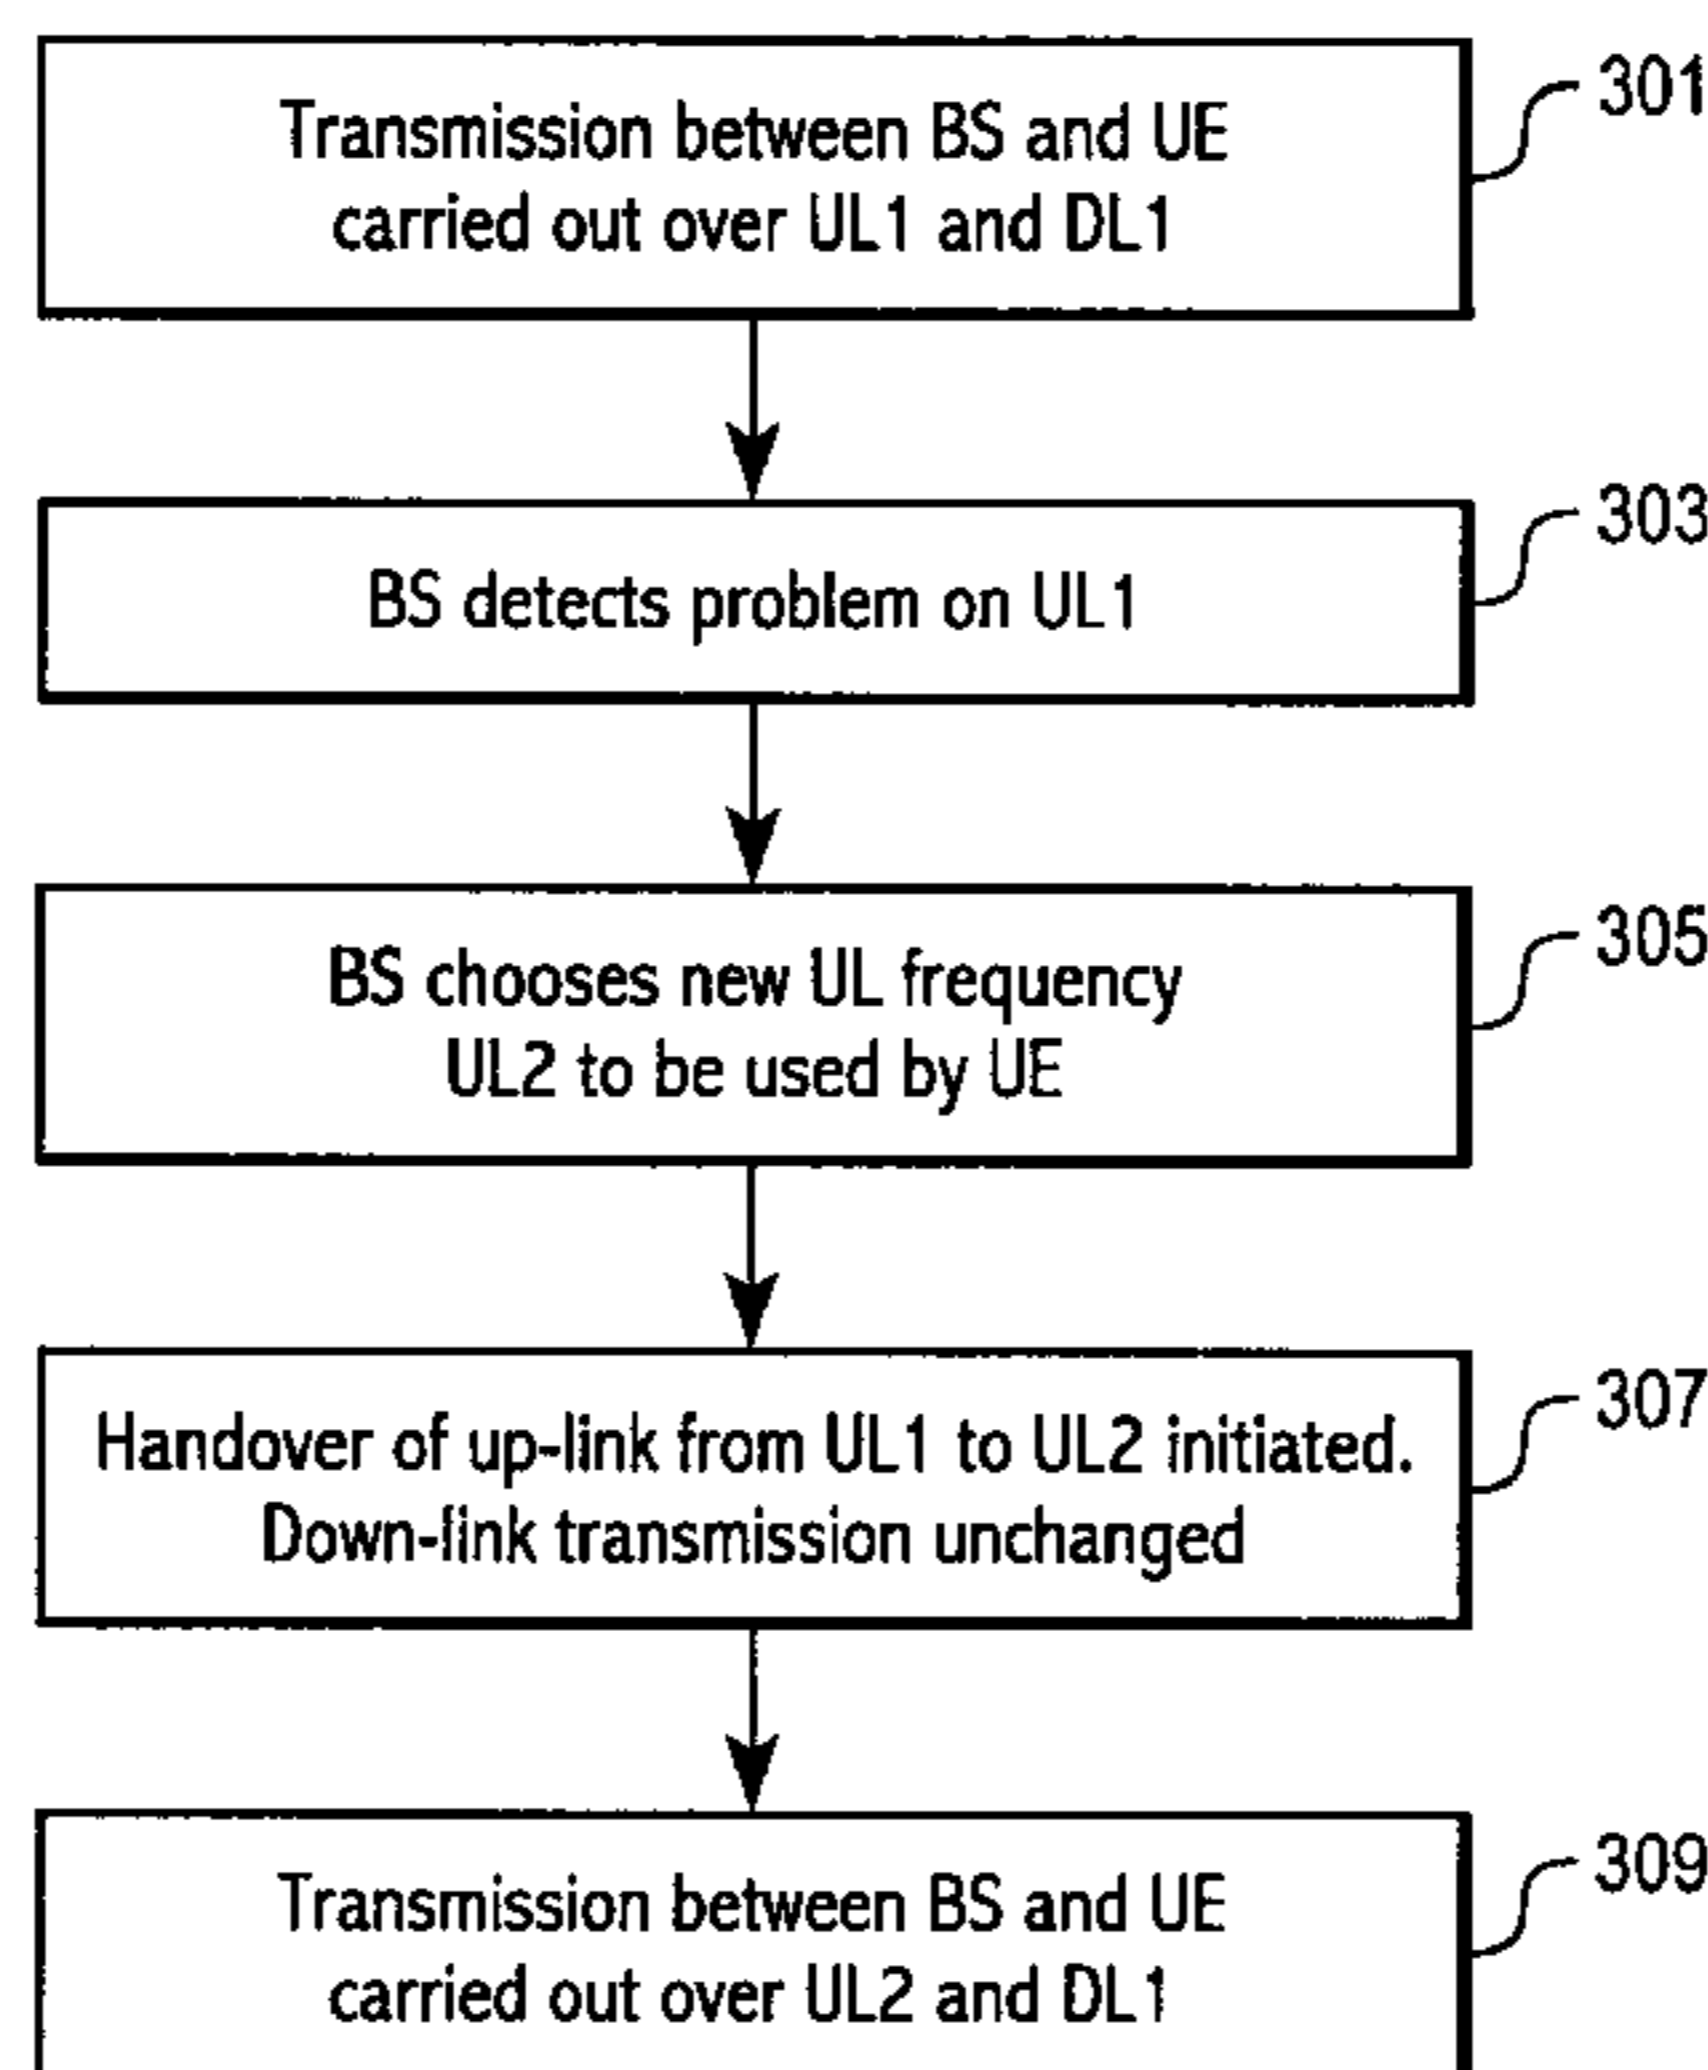 Transmission between BS and UE
carried out over UL1 and DL1
301
BS detects problem on UL1
303
BS chooses new UL frequency
UL2 to be used by UE
305
Handover of up-link from UL1 to UL2 initiated.
Down-link transmission unchanged
307
Transmission between BS and UE
carried out over UL2 and DL1
309